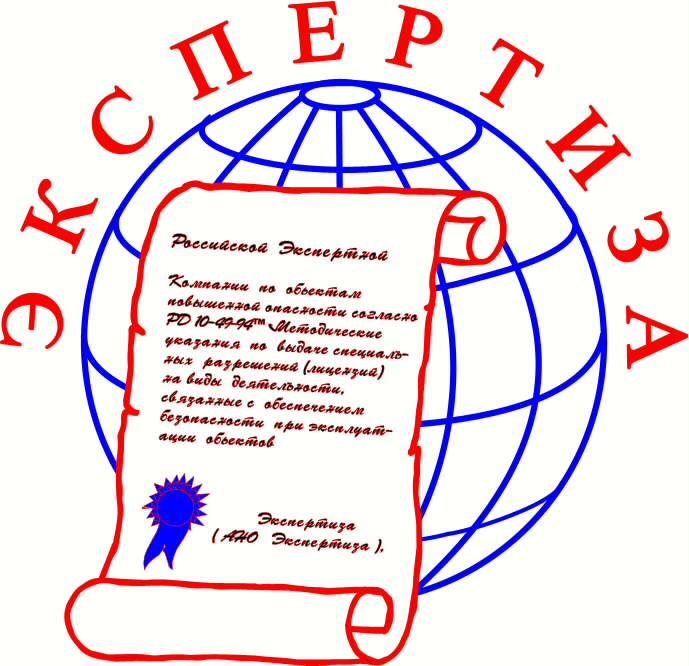 ЭКСПЕРТИЗА
Российской Экспертной
Компании по объектам
повышенной опасности согласно
РД 10-49-94™ „Методические
указания по выдаче специаль-
ных разрешений (лицензий)
на виды деятельности,
связанные с обеспечением
безопасности при эксплуат-
ации объектов
Экспертиза
( АНО Экспертиза ).